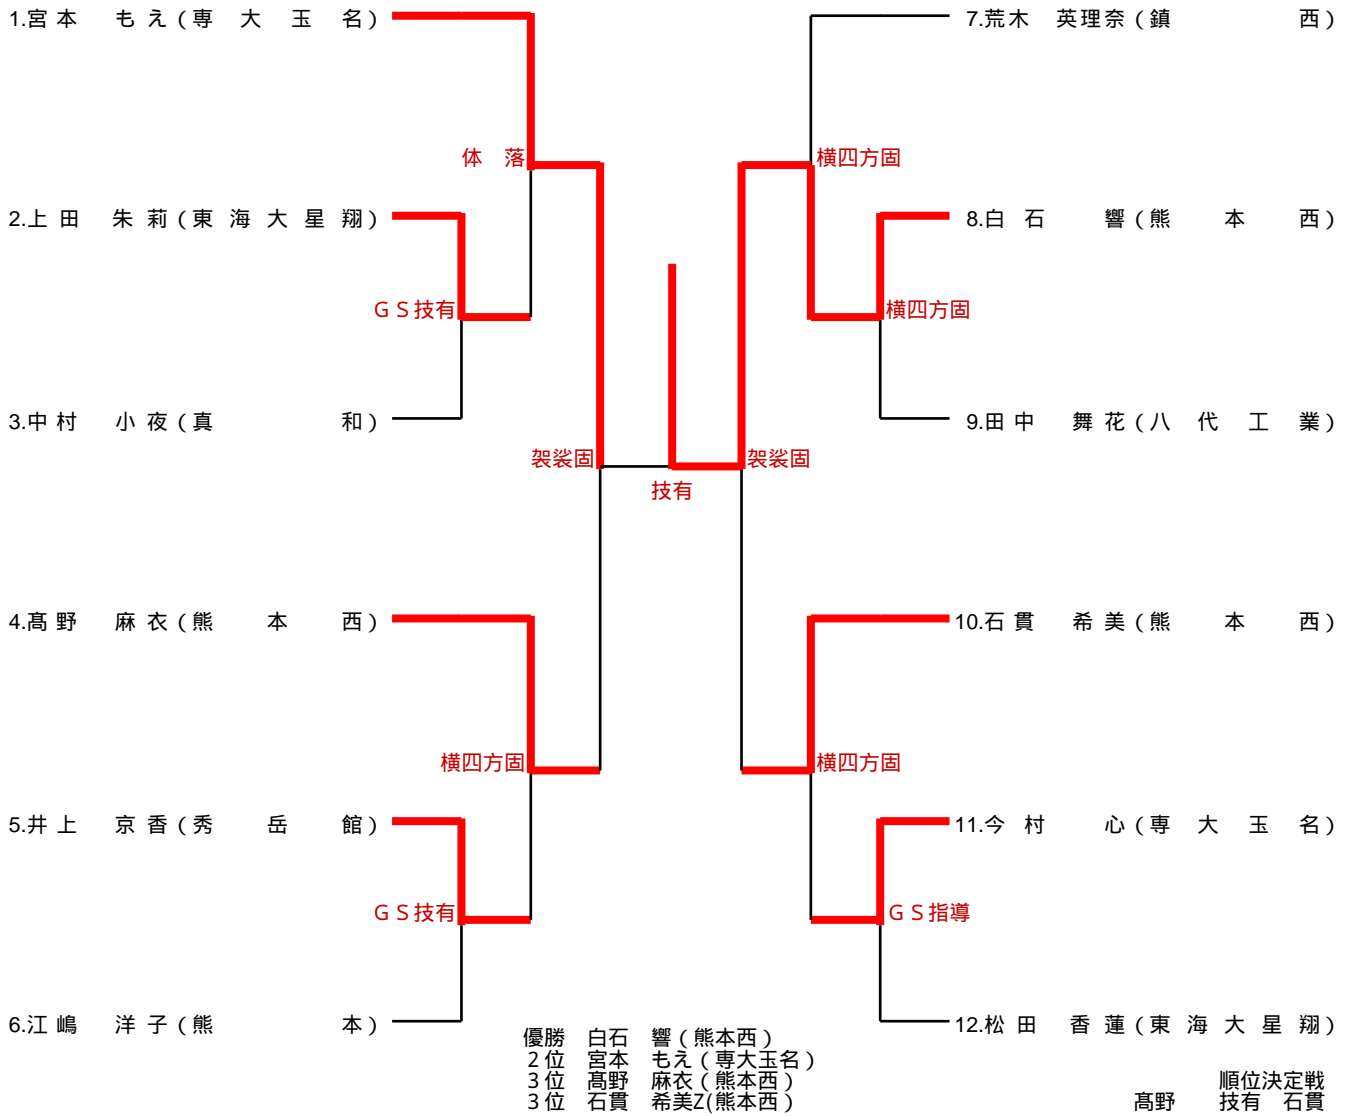 1.宮本　もえ（専大玉名）
7.荒木　英理奈（鎮西）
体　落
横四方固
2.上田　朱莉（東海大星翔）
8.白石　響（熊本西）
ＧＳ技有
横四方固
3.中村　小夜（真和）
9.田中　舞花（八代工業）
袈裟固
袈裟固
技有
4.髙野　麻衣（熊本西）
10.石貫　希美（熊本西）
横四方固
横四方固
5.井上　京香（秀岳館）
11.今村　心（専大玉名）
ＧＳ技有
ＧＳ指導
6.江嶋　洋子（熊本）
12.松田　香蓮（東海大星翔）
優勝　白石　響（熊本西）
２位　宮本　もえ（専大玉名）
３位　髙野　麻衣（熊本西）
３位　石貫　希美Z(熊本西）
順位決定戦
髙野　技有　石貫